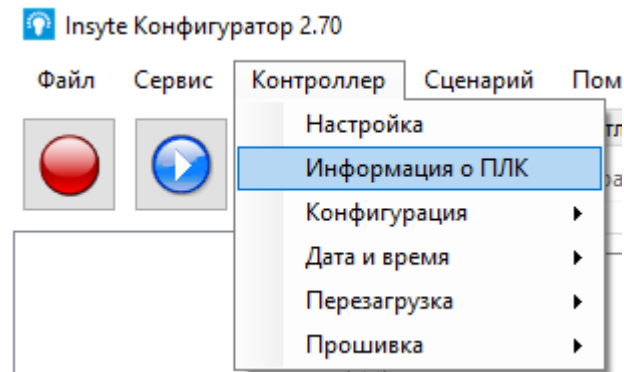 Insyte Конфигуратор 2.70
Файл Сервис Контроллер Сценарий
Настройка
Информация о ПЛК
Конфигурация
Дата и время
Перезагрузка
Прошивка